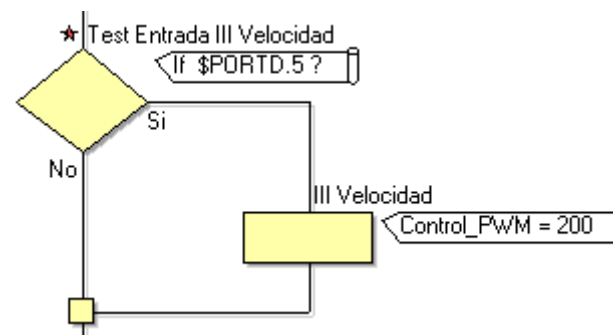 Test Entrada III Velocidad
If $PORTD.5 ?
Si
No
III Velocidad
Control_PWM = 200